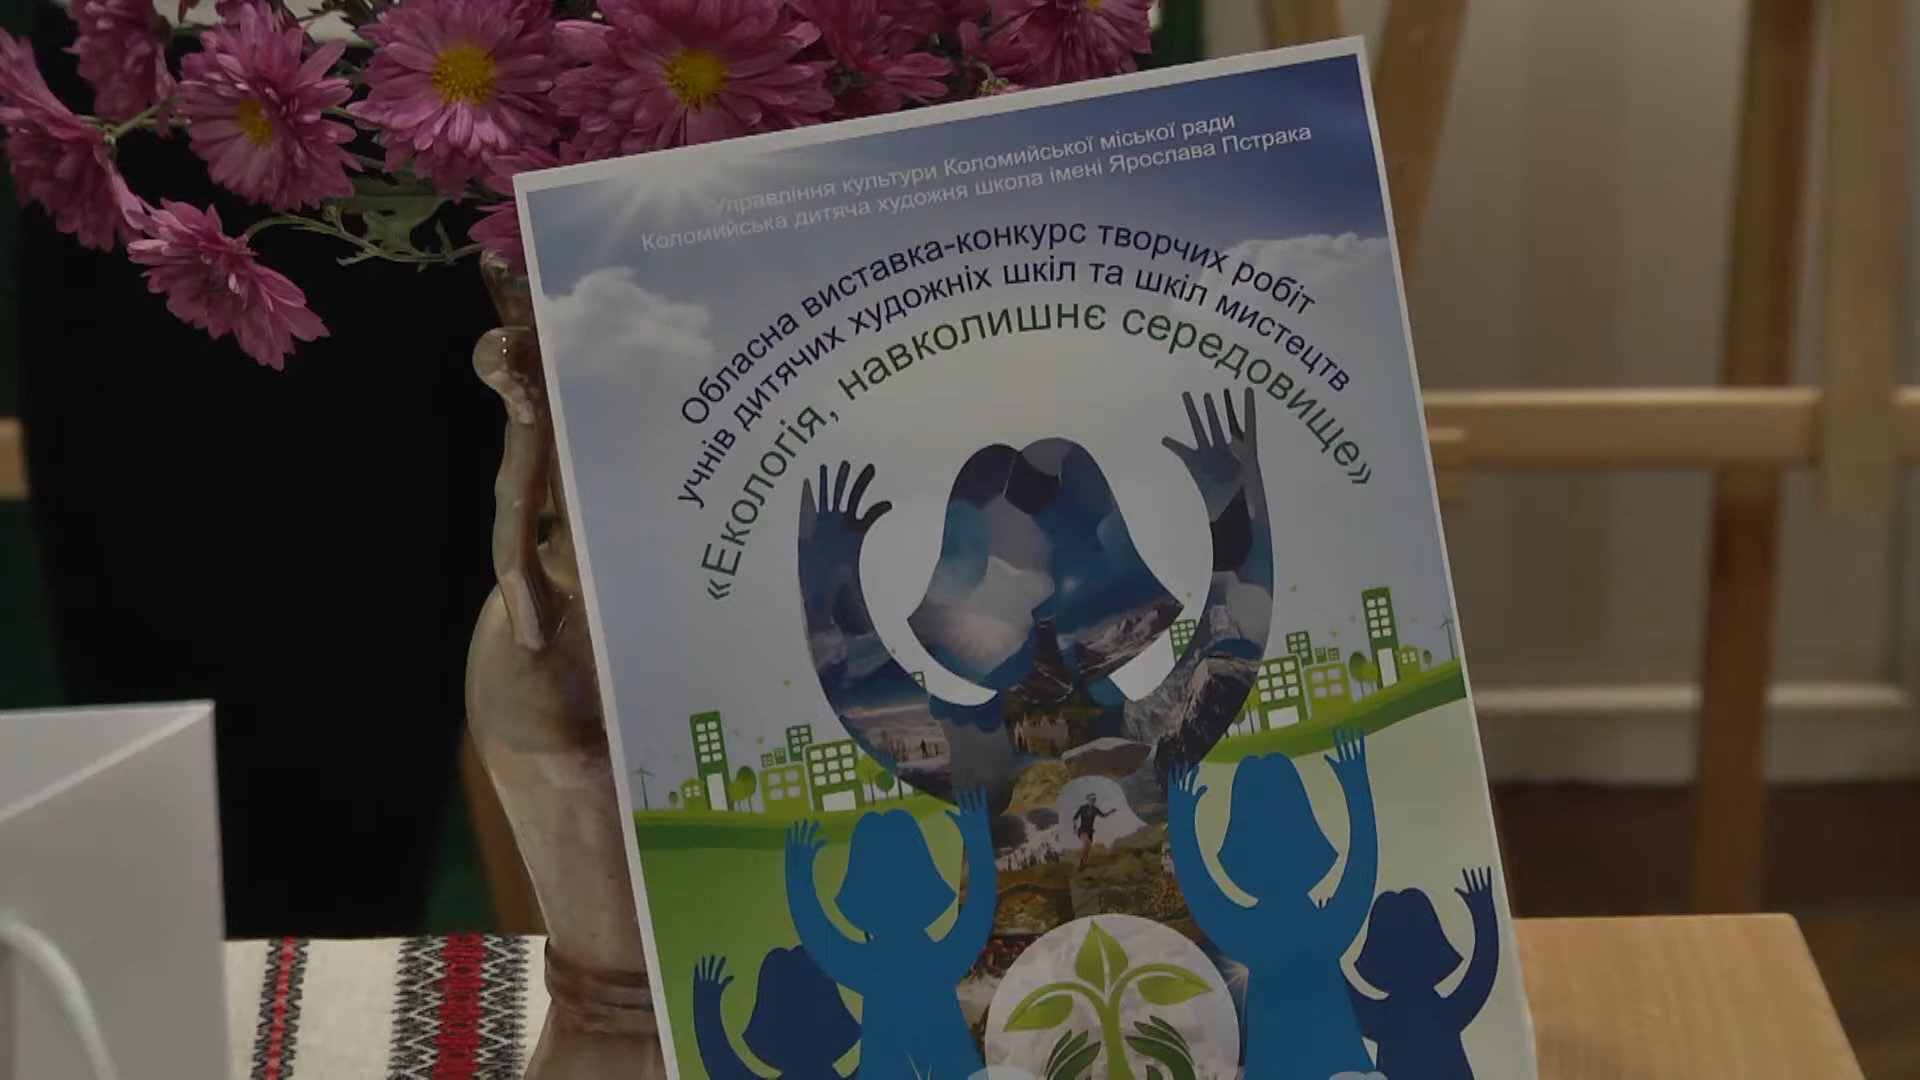 Управління культури Коломийської міської ради
Коломийська дитяча художня школа імені Ярослава Пстрака
Обласна виставка-конкурс творчих робіт
учнів дитячих художніх шкіл та шкіл мистецтв
«Екологія, навколишнє середовище»